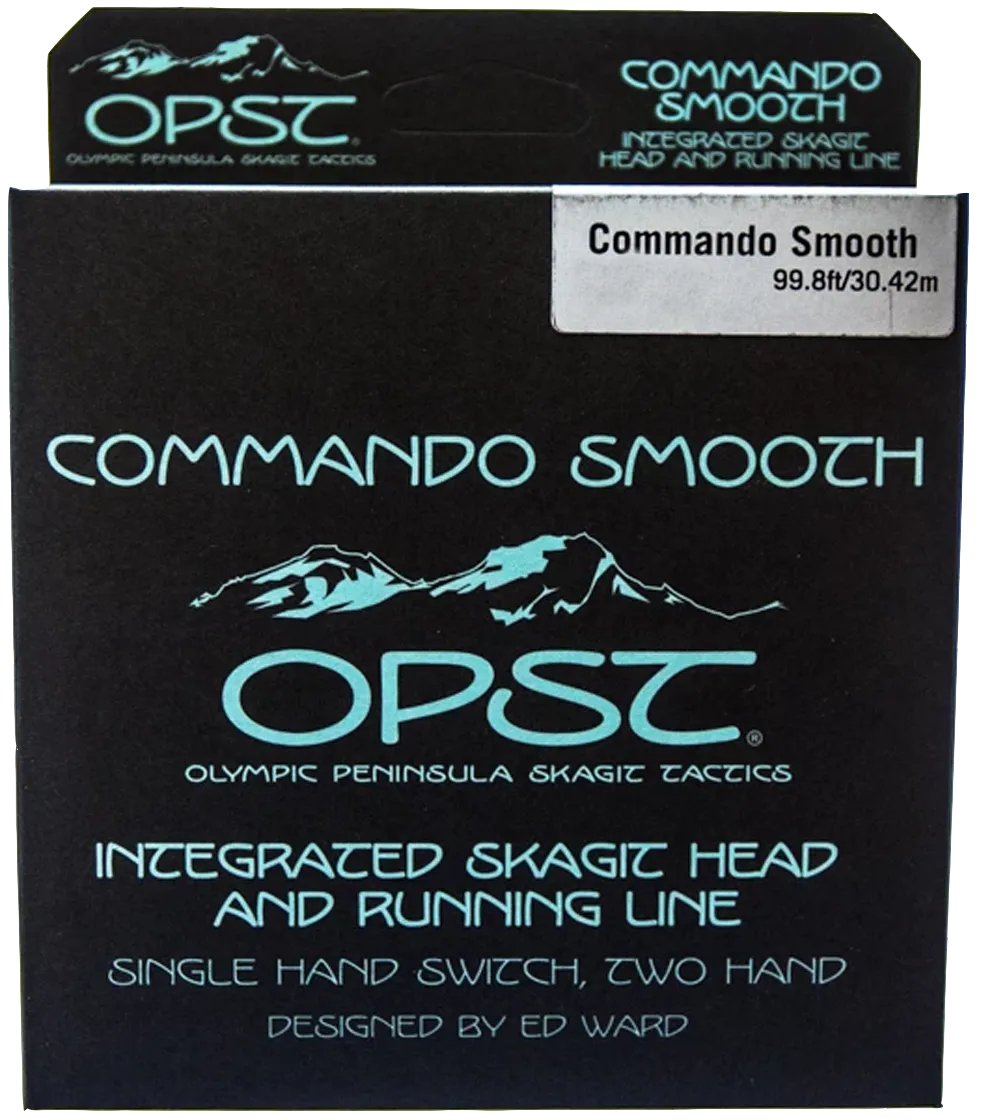 OPST®
OLYMPIC PENINSULA SKAGIT TACTICS
COMMANDO
SMOOTH
INTEGRATED SKAGIT
HEAD AND RUNNING LINE
Commando Smooth
99.8ft/30.42m
COMMANDO SMOOTH
OPST®
OLYMPIC PENINSULA SKAGIT TACTICS
INTEGRATED SKAGIT HEAD
AND RUNNING LINE
SINGLE HAND SWITCH, TWO HAND
DESIGNED BY ED WARD